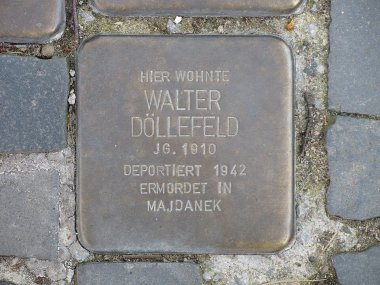 HIER WOHNTE
WALTER
DÖLLEFELD
JG. 1910
DEPORTIERT 1942
ERMORDET IN
MAJDANEK